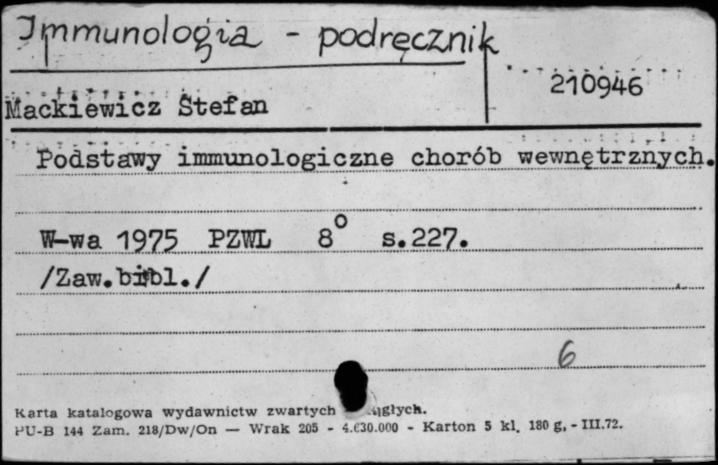 Immunologia - podręcznik
210946
Mackiewicz Stefan
Podstawy immunologiczne chorób wewnętrznych.
W-wa 1975 PZWL 8° s.227.
/Zaw.bibl./
6
Karta katalogowa wydawnictw zwartych
PU-B 144 Zam. 218/Dw/On — Wrak 205 - 4.630.000 - Karton 5 kl. 180 g. - III.72.